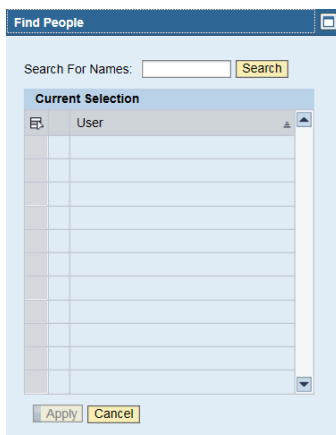 Find People
Search For Names: Search
Current Selection
User
Apply Cancel